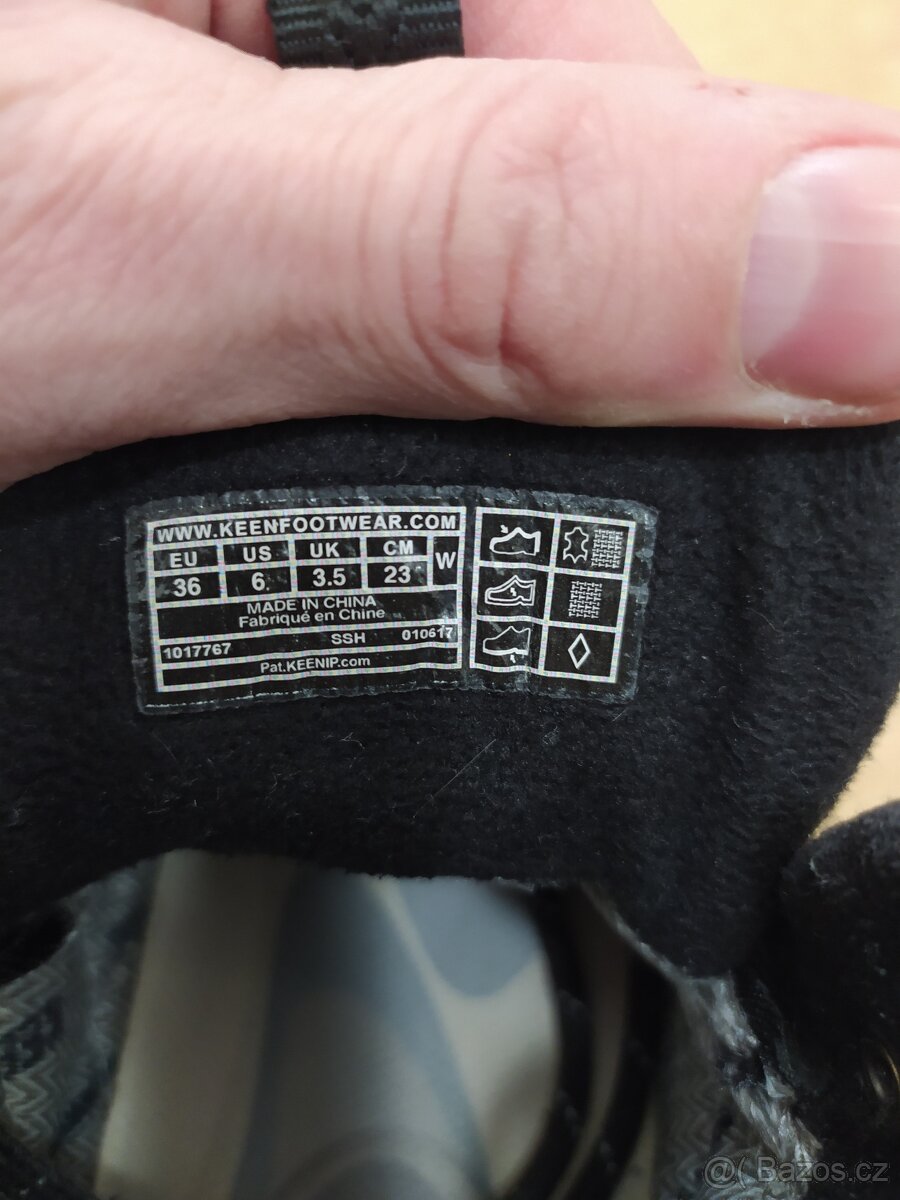 WWW.KEENFOOTWEAR.COM
EU US UK CM W
36 6 3.5 23
MADE IN CHINA
Fabriqué en Chine
1017767 SSH 010617
Pat.KEENIP.com
@( Bazos.cz